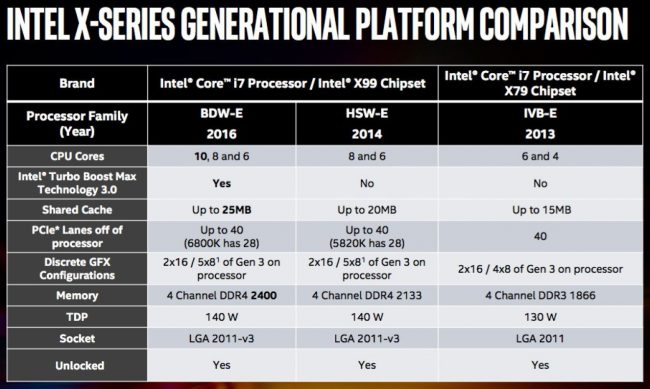 INTEL X-SERIES GENERATIONAL PLATFORM COMPARISON
Brand Intel® Core™ i7 Processor / Intel® X99 Chipset Intel® Core™ i7 Processor / Intel® X79 Chipset
Processor Family (Year) BDW-E 2016 HSW-E 2014 IVB-E 2013
CPU Cores 10, 8 and 6 8 and 6 6 and 4
Intel® Turbo Boost Max Technology 3.0 Yes No No
Shared Cache Up to 25MB Up to 20MB Up to 15MB
PCIe® Lanes off of processor Up to 40 (6800K has 28) Up to 40 (5820K has 28) 40
Discrete GFX Configurations 2x16 / 5x8¹ of Gen 3 on processor 2x16 / 5x8¹ of Gen 3 on processor 2x16 / 4x8 of Gen 3 on processor
Memory 4 Channel DDR4 2400 4 Channel DDR4 2133 4 Channel DDR3 1866
TDP 140 W 140 W 130 W
Socket LGA 2011-v3 LGA 2011-v3 LGA 2011
Unlocked Yes Yes Yes